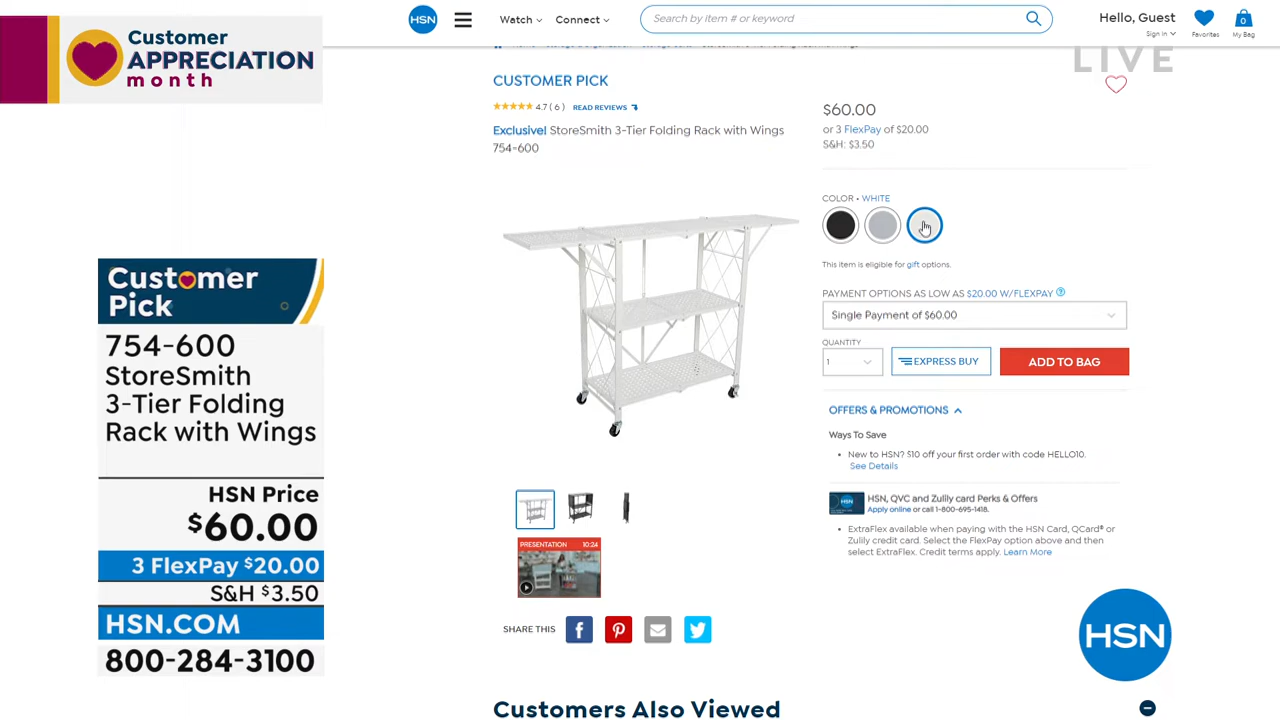 Customer
APPRECIATION
month
Customer
Pick
754-600
StoreSmith
3-Tier Folding
Rack with Wings
HSN Price
$60.00
3 FlexPay $20.00
S&H $3.50
HSN.COM
800-284-3100
HSN
Watch
Connect
Search by item # or keyword
Hello, Guest
Sign in
Favorites
0
My Bag
LIVE
CUSTOMER PICK
4.7 ( 6 ) READ REVIEWS
Exclusive! StoreSmith 3-Tier Folding Rack with Wings
754-600
PRESENTATION 10:24
SHARE THIS
$60.00
or 3 FlexPay of $20.00
S&H: $3.50
COLOR • WHITE
This item is eligible for gift options.
PAYMENT OPTIONS AS LOW AS $20.00 W/FLEXPAY ?
Single Payment of $60.00
QUANTITY
1
EXPRESS BUY
ADD TO BAG
OFFERS & PROMOTIONS
Ways To Save
• New to HSN? $10 off your first order with code HELLO10.
See Details
HSN
HSN, QVC and Zulily card Perks & Offers
Apply online or call 1-800-695-1418.
• ExtraFlex available when paying with the HSN Card, QCard® or
Zulily credit card. Select the FlexPay option above and then
select ExtraFlex. Credit terms apply. Learn More
HSN
Customers Also Viewed